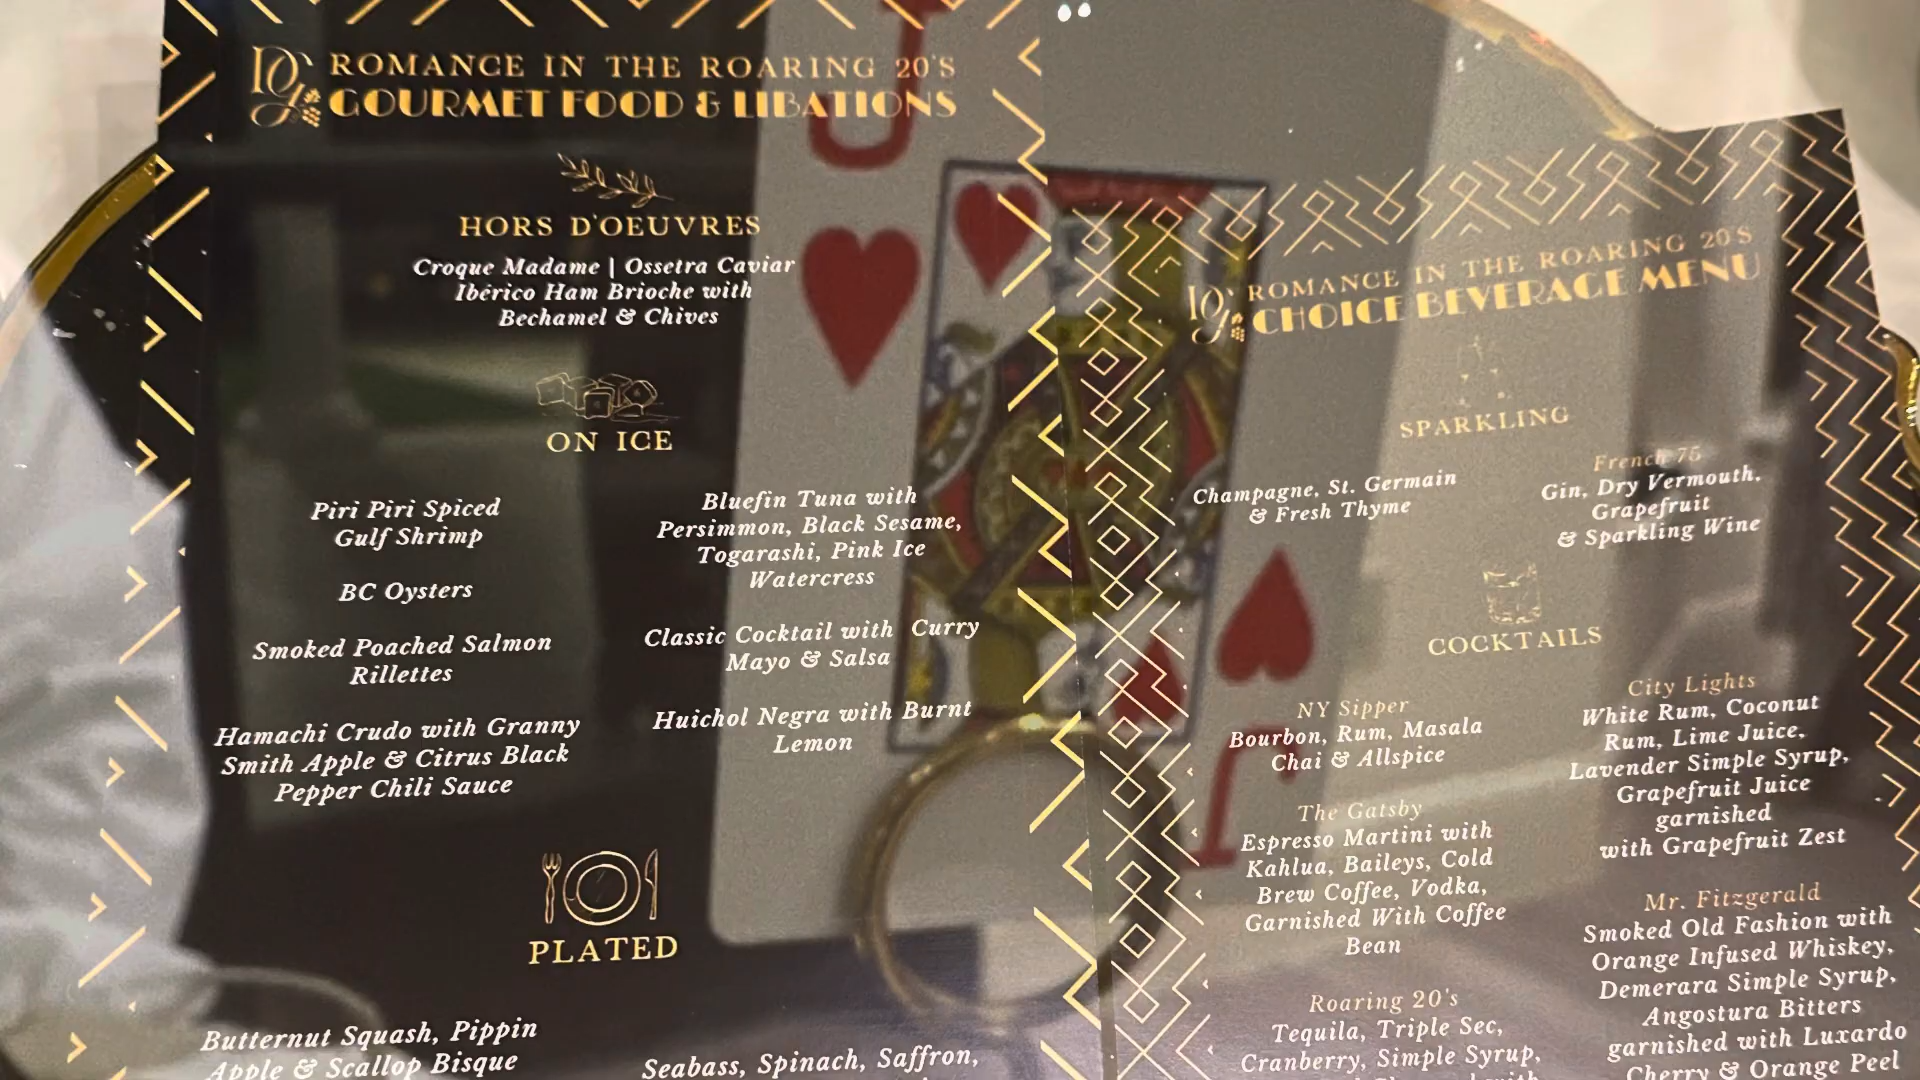 ROMANCE IN THE ROARING 20'S
GOURMET FOOD & LIBATIONS
HORS D'OEUVRES
Croque Madame | Ossetra Caviar
Ibérico Ham Brioche with
Bechamel & Chives
ON ICE
Piri Piri Spiced
Gulf Shrimp
BC Oysters
Smoked Poached Salmon
Rillettes
Hamachi Crudo with Granny
Smith Apple & Citrus Black
Pepper Chili Sauce
Bluefin Tuna with
Persimmon, Black Sesame,
Togarashi, Pink Ice
Watercress
Classic Cocktail with Curry
Mayo & Salsa
Huichol Negra with Burnt
Lemon
PLATED
Butternut Squash, Pippin
Apple & Scallop Bisque
Seabass, Spinach, Saffron,
J
J
ROMANCE IN THE ROARING 20'S
CHOICE BEVERAGE MENU
SPARKLING
Champagne, St. Germain
& Fresh Thyme
French 75
Gin, Dry Vermouth,
Grapefruit
& Sparkling Wine
COCKTAILS
NY Sipper
Bourbon, Rum, Masala
Chai & Allspice
The Gatsby
Espresso Martini with
Kahlua, Baileys, Cold
Brew Coffee, Vodka,
Garnished With Coffee
Bean
Roaring 20's
Tequila, Triple Sec,
Cranberry, Simple Syrup,
City Lights
White Rum, Coconut
Rum, Lime Juice,
Lavender Simple Syrup,
Grapefruit Juice
garnished
with Grapefruit Zest
Mr. Fitzgerald
Smoked Old Fashion with
Orange Infused Whiskey,
Demerara Simple Syrup,
Angostura Bitters
garnished with Luxardo
Cherry & Orange Peel